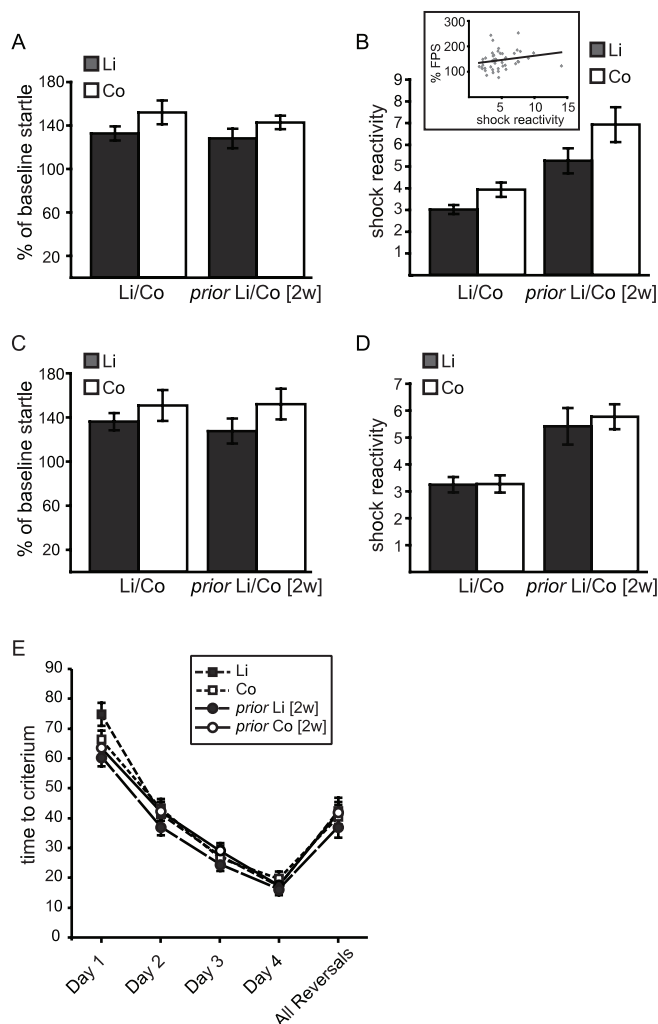 A
% of baseline startle
Li
Co
180
140
100
60
20
Li/Co
prior Li/Co [2w]
B
% FPS
300
200
100
5
10
15
shock reactivity
Li
Co
shock reactivity
9
8
7
6
5
4
3
2
1
Li/Co
prior Li/Co [2w]
C
% of baseline startle
Li
Co
180
140
100
60
20
Li/Co
prior Li/Co [2w]
D
shock reactivity
Li
Co
7
6
5
4
3
2
1
Li/Co
prior Li/Co [2w]
E
time to criterium
Li
Co
prior Li [2w]
prior Co [2w]
90
80
70
60
50
40
30
20
10
0
Day 1
Day 2
Day 3
Day 4
All Reversals